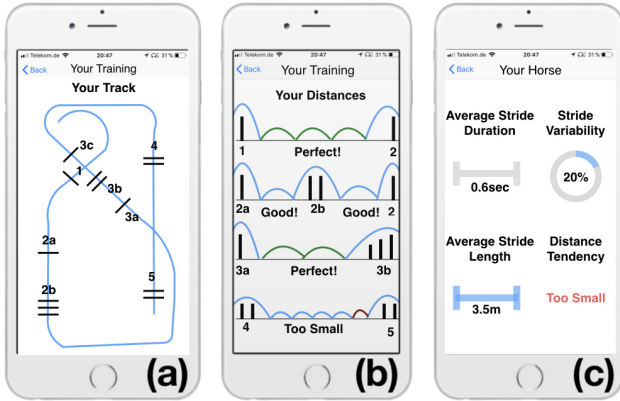 Telekom.de 20:47 31 %
Back Your Training
Your Track
3c
4
1
3b
3a
2a
2b
5
(a)
Telekom.de 20:47 31 %
Back Your Training
Your Distances
1 Perfect! 2
2a Good! 2b Good! 2
3a Perfect! 3b
4 Too Small 5
(b)
Telekom.de 20:47 31 %
Back Your Horse
Average Stride
Duration
Stride
Variability
0.6sec
20%
Average Stride
Length
Distance
Tendency
3.5m
Too Small
(c)